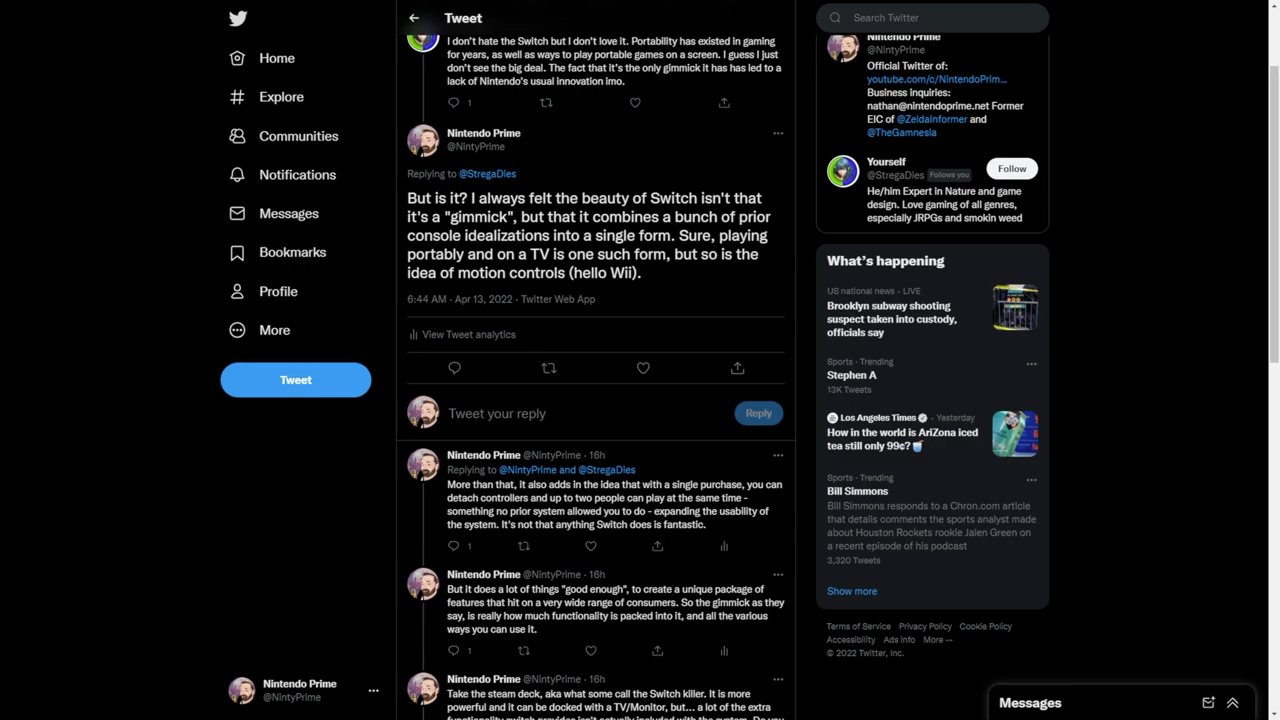 Home
Explore
Communities
Notifications
Messages
Bookmarks
Profile
More
Tweet
Nintendo Prime
@NintyPrime
Tweet
I don't hate the Switch but I don't love it. Portability has existed in gaming
for years, as well as ways to play portable games on a screen. I guess I just
don't see the big deal. The fact that it's the only gimmick it has has led to a
lack of Nintendo's usual innovation imo.
1
Nintendo Prime
@NintyPrime
Replying to @StregaDies
But is it? I always felt the beauty of Switch isn't that
it's a "gimmick", but that it combines a bunch of prior
console idealizations into a single form. Sure, playing
portably and on a TV is one such form, but so is the
idea of motion controls (hello Wii).
6:44 AM · Apr 13, 2022 · Twitter Web App
View Tweet analytics
Tweet your reply
Reply
Nintendo Prime @NintyPrime · 16h
Replying to @NintyPrime and @StregaDies
More than that, it also adds in the idea that with a single purchase, you can
detach controllers and up to two people can play at the same time -
something no prior system allowed you to do - expanding the usability of
the system. It's not that anything Switch does is fantastic.
1
Nintendo Prime @NintyPrime · 16h
But it does a lot of things "good enough", to create a unique package of
features that hit on a very wide range of consumers. So the gimmick as they
say, is really how much functionality is packed into it, and all the various
ways you can use it.
1
Nintendo Prime @NintyPrime · 16h
Take the steam deck, aka what some call the Switch killer. It is more
powerful and it can be docked with a TV/Monitor, but... a lot of the extra
functionality switch provides isn't actually included with the system. Do you
Search Twitter
Nintendo Prime
@NintyPrime
Official Twitter of:
youtube.com/c/NintendoPrim...
Business inquiries:
nathan@nintendoprime.net Former
EIC of @ZeldaInformer and
@TheGamnesia
Yourself
@StregaDies Follows you
Follow
He/him Expert in Nature and game
design. Love gaming of all genres,
especially JRPGs and smokin weed
What's happening
US national news · LIVE
Brooklyn subway shooting
suspect taken into custody,
officials say
Sports · Trending
Stephen A
13K Tweets
Los Angeles Times · Yesterday
How in the world is AriZona iced
tea still only 99¢?
Sports · Trending
Bill Simmons
Bill Simmons responds to a Chron.com article
that details comments the sports analyst made
about Houston Rockets rookie Jalen Green on
a recent episode of his podcast
3,320 Tweets
Show more
Terms of Service Privacy Policy Cookie Policy
Accessibility Ads info More ···
© 2022 Twitter, Inc.
Messages